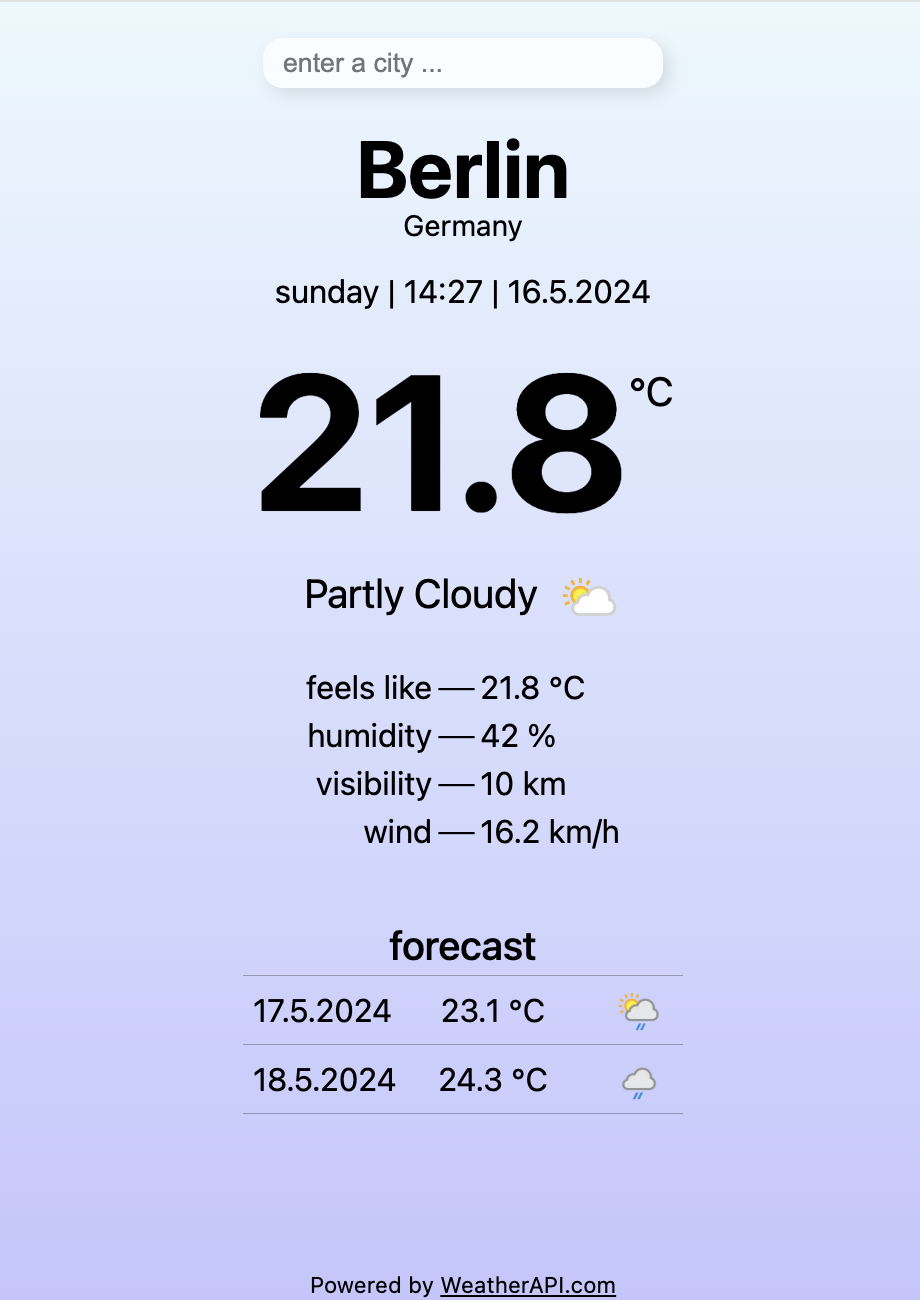 enter a city ...
Berlin
Germany
sunday | 14:27 | 16.5.2024
21.8 °C
Partly Cloudy
feels like — 21.8 °C
humidity — 42 %
visibility — 10 km
wind — 16.2 km/h
forecast
17.5.2024 23.1 °C
18.5.2024 24.3 °C
Powered by WeatherAPI.com